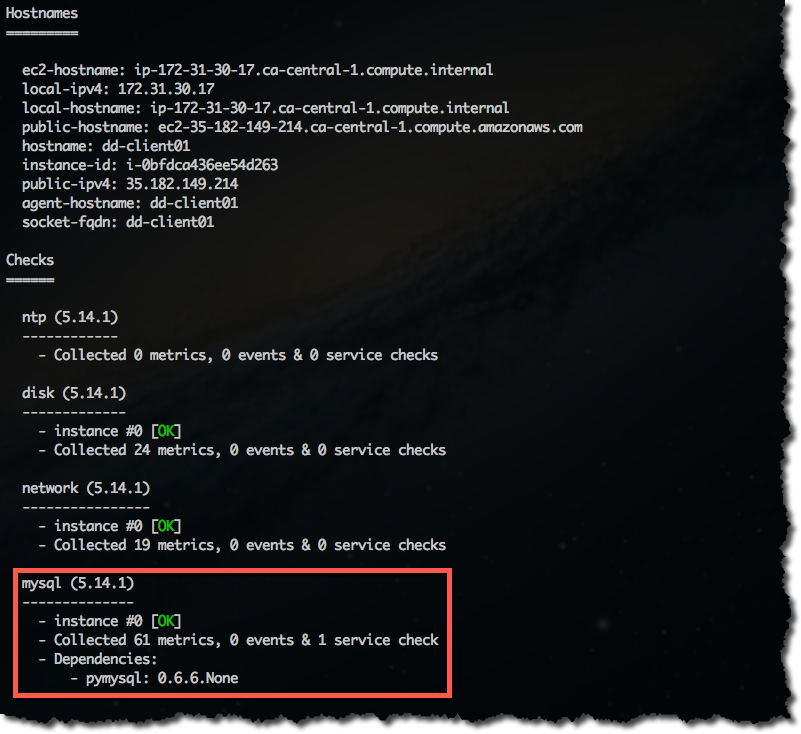 Hostnames
=========
ec2-hostname: ip-172-31-30-17.ca-central-1.compute.internal
local-ipv4: 172.31.30.17
local-hostname: ip-172-31-30-17.ca-central-1.compute.internal
public-hostname: ec2-35-182-149-214.ca-central-1.compute.amazonaws.com
hostname: dd-client01
instance-id: i-0bfdca436ee54d263
public-ipv4: 35.182.149.214
agent-hostname: dd-client01
socket-fqdn: dd-client01
Checks
======
ntp (5.14.1)
------------
- Collected 0 metrics, 0 events & 0 service checks
disk (5.14.1)
-------------
- instance #0 [OK]
- Collected 24 metrics, 0 events & 0 service checks
network (5.14.1)
----------------
- instance #0 [OK]
- Collected 19 metrics, 0 events & 0 service checks
mysql (5.14.1)
--------------
- instance #0 [OK]
- Collected 61 metrics, 0 events & 1 service check
- Dependencies:
- pymysql: 0.6.6.None